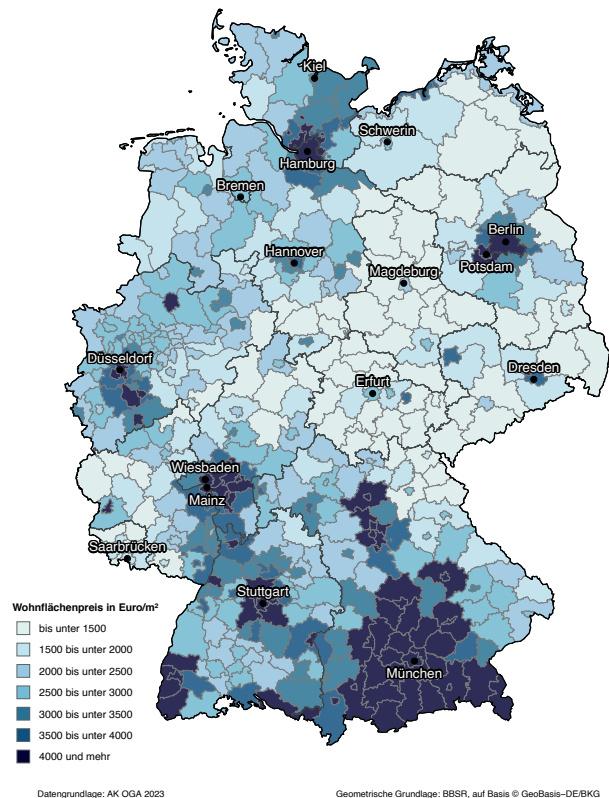 Kiel
Schwerin
Hamburg
Bremen
Berlin
Hannover
Potsdam
Magdeburg
Düsseldorf
Dresden
Erfurt
Wiesbaden
Mainz
Saarbrücken
Stuttgart
München
Wohnflächenpreis in Euro/m²
bis unter 1500
1500 bis unter 2000
2000 bis unter 2500
2500 bis unter 3000
3000 bis unter 3500
3500 bis unter 4000
4000 und mehr
Datengrundlage: AK OGA 2023 Geometrische Grundlage: BBSR, auf Basis © GeoBasis–DE/BKG